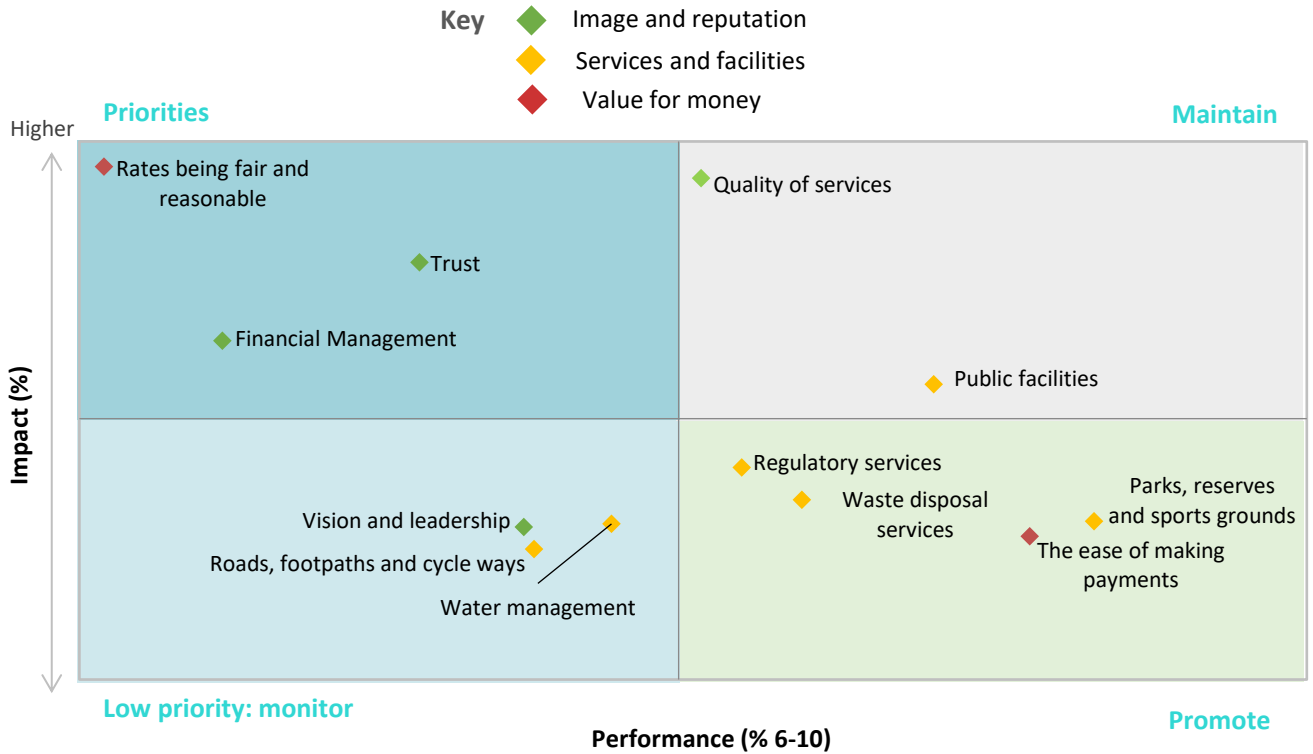 Key
Image and reputation
Services and facilities
Value for money
Priorities
Maintain
Higher
Rates being fair and
reasonable
Quality of services
Trust
Financial Management
Public facilities
Impact (%)
Regulatory services
Waste disposal
services
Parks, reserves
and sports grounds
The ease of making
payments
Vision and leadership
Roads, footpaths and cycle ways
Water management
Low priority: monitor
Promote
Performance (% 6-10)